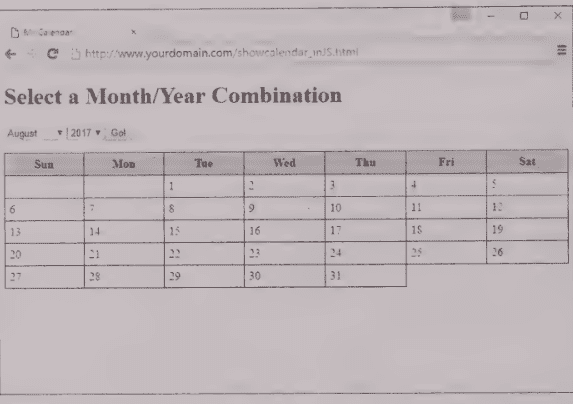 My Calendar
http://www.yourdomain.com/showcalendar_inJS.html
Select a Month/Year Combination
August 2017 Go!
Sun Mon Tue Wed Thu Fri Sat
1 2 3 4 5
6 7 8 9 10 11 12
13 14 15 16 17 18 19
20 21 22 23 24 25 26
27 28 29 30 31